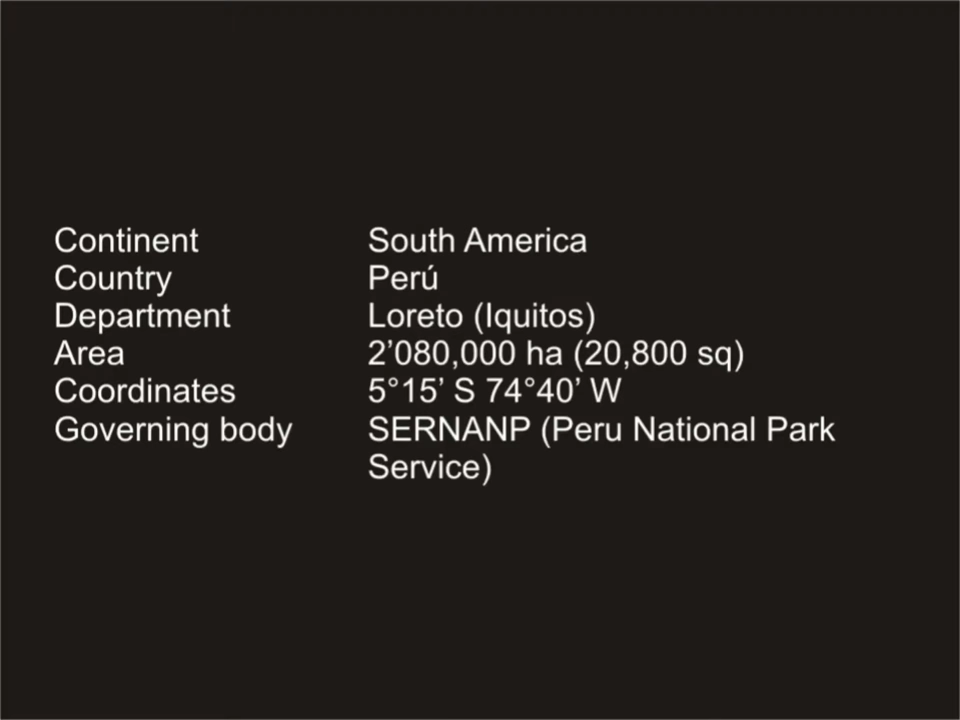 Continent South America
Country Perú
Department Loreto (Iquitos)
Area 2’080,000 ha (20,800 sq)
Coordinates 5°15’ S 74°40’ W
Governing body SERNANP (Peru National Park
Service)